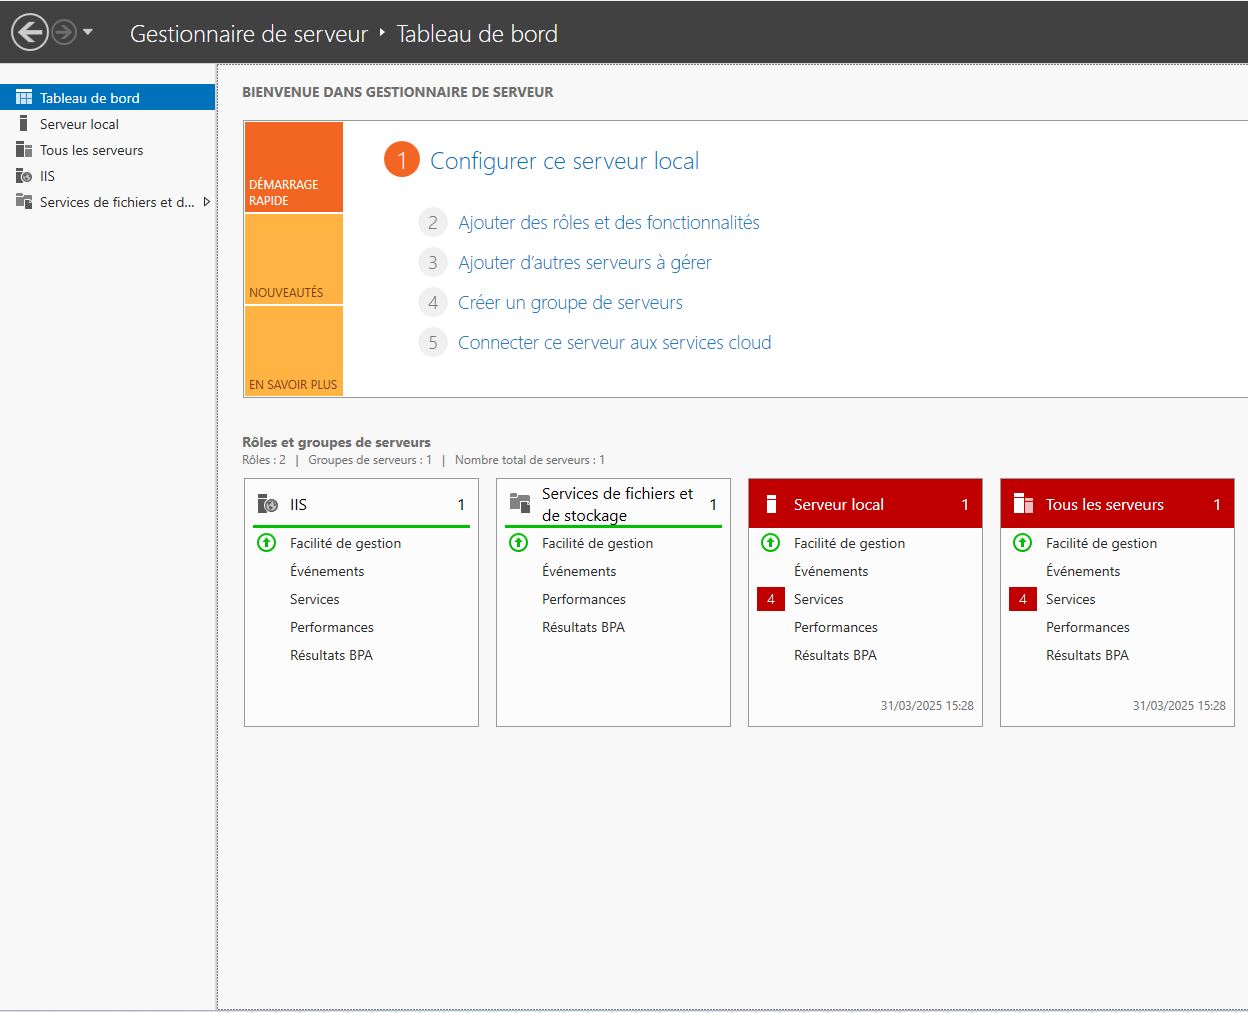 Gestionnaire de serveur ‣ Tableau de bord
Tableau de bord
Serveur local
Tous les serveurs
IIS
Services de fichiers et d...
BIENVENUE DANS GESTIONNAIRE DE SERVEUR
DÉMARRAGE
RAPIDE
NOUVEAUTÉS
EN SAVOIR PLUS
1 Configurer ce serveur local
2 Ajouter des rôles et des fonctionnalités
3 Ajouter d’autres serveurs à gérer
4 Créer un groupe de serveurs
5 Connecter ce serveur aux services cloud
Rôles et groupes de serveurs
Rôles : 2 | Groupes de serveurs : 1 | Nombre total de serveurs : 1
IIS 1
Facilité de gestion
Événements
Services
Performances
Résultats BPA
Services de fichiers et
de stockage 1
Facilité de gestion
Événements
Performances
Résultats BPA
Serveur local 1
Facilité de gestion
Événements
4 Services
Performances
Résultats BPA
31/03/2025 15:28
Tous les serveurs 1
Facilité de gestion
Événements
4 Services
Performances
Résultats BPA
31/03/2025 15:28